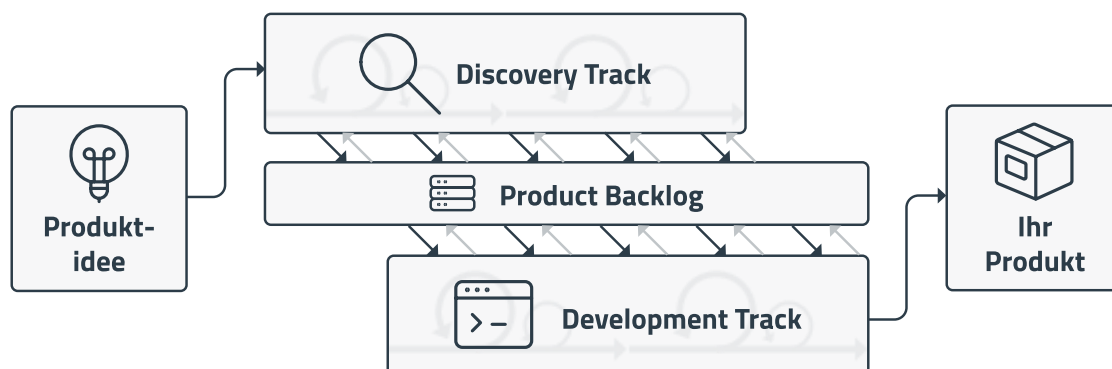 Discovery Track
Produkt-
idee
Product Backlog
Ihr
Produkt
Development Track